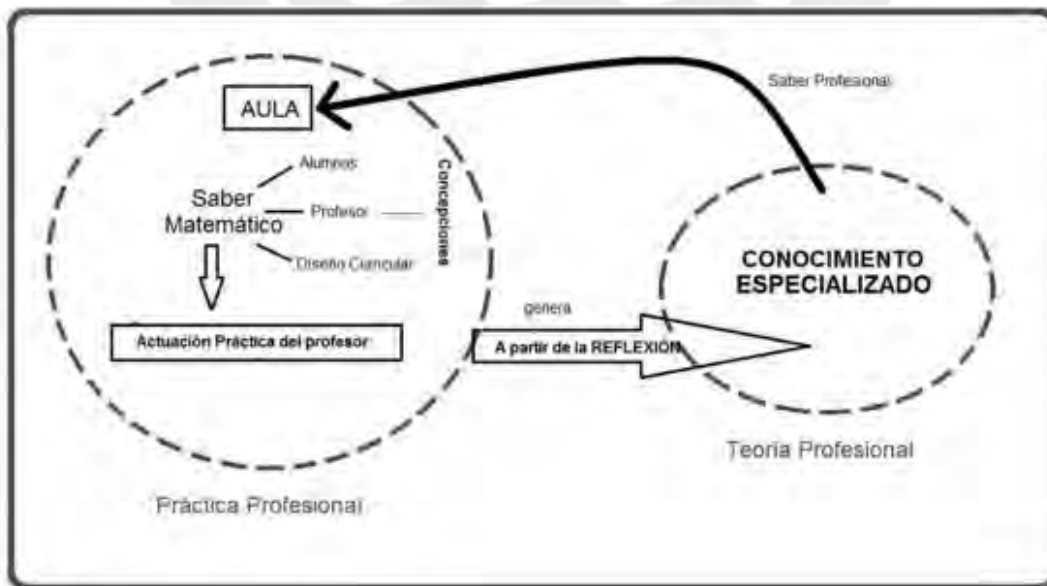 Saber Profesional
AULA
Alumnos
Concepciones
Saber
Matemático
Profesor
Diseño Curricular
CONOCIMIENTO
ESPECIALIZADO
genera
Actuación Práctica del profesor
A partir de la REFLEXIÓN
Teoría Profesional
Práctica Profesional